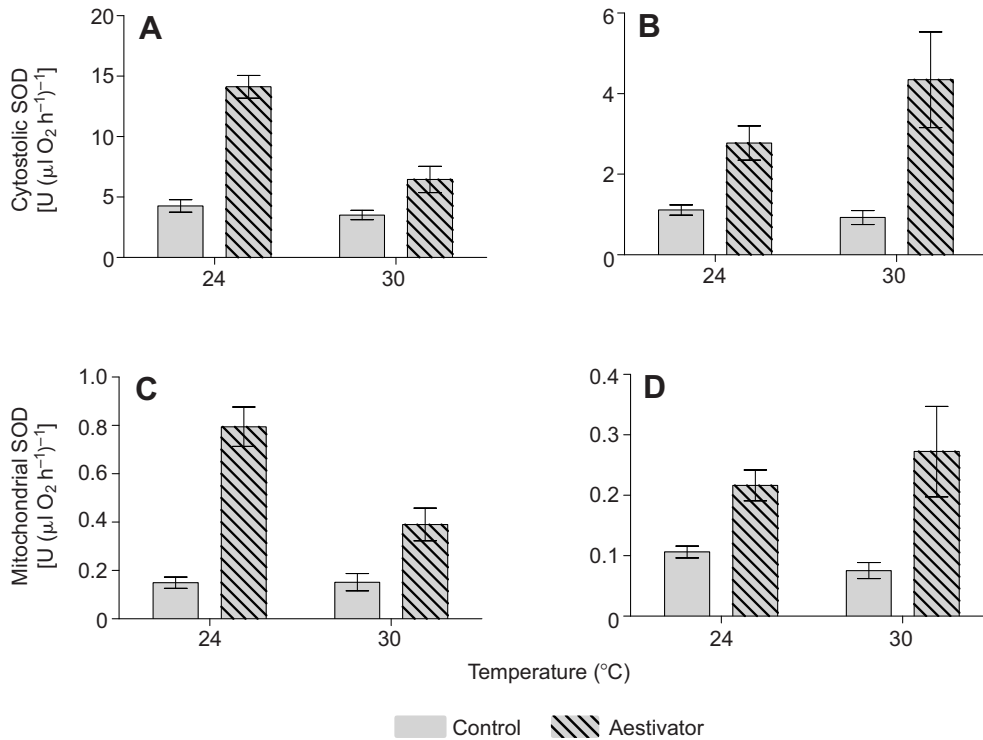 A
B
20
15
10
5
0
6
4
2
0
24
30
24
30
Cytostolic SOD
[U (µl O₂ h⁻¹)⁻¹]
C
D
1.0
0.8
0.6
0.4
0.2
0
0.4
0.3
0.2
0.1
0
24
30
24
30
Mitochondrial SOD
[U (µl O₂ h⁻¹)⁻¹]
Temperature (°C)
Control
Aestivator